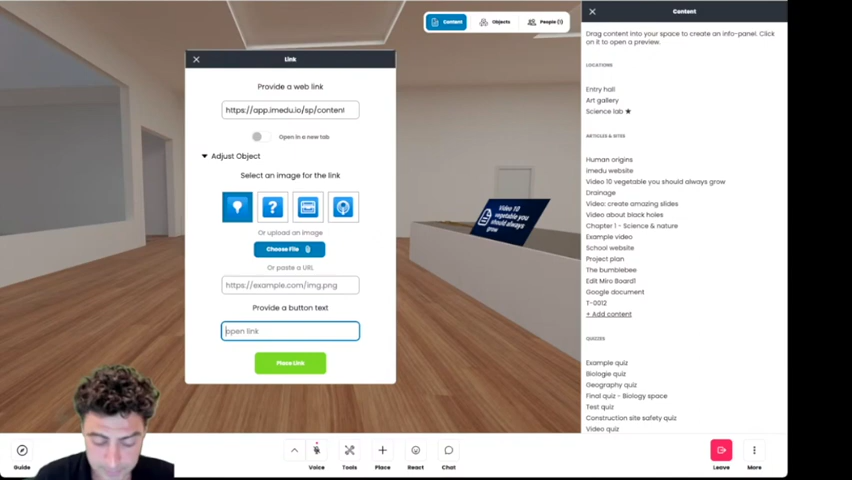 Content
Objects
People (1)
Link
Provide a web link
https://app.imedu.io/sp/content
Open in a new tab
Adjust Object
Select an image for the link
Or upload an image
Choose File
Or paste a URL
https://example.com/img.png
Provide a button text
open link
Place Link
Video 10
vegetable you
should always
grow
Content
Drag content into your space to create an info-panel. Click
on it to open a preview.
LOCATIONS
Entry hall
Art gallery
Science lab ★
ARTICLES & SITES
Human origins
imedu website
Video 10 vegetable you should always grow
Drainage
Video: create amazing slides
Video about black holes
Chapter 1 - Science & nature
Example video
School website
Project plan
The bumblebee
Edit Miro Board1
Google document
T-0012
+ Add content
QUIZZES
Example quiz
Biologie quiz
Geography quiz
Final quiz - Biology space
Test quiz
Construction site safety quiz
Video quiz
Guide
Voice
Tools
Place
React
Chat
Leave
More